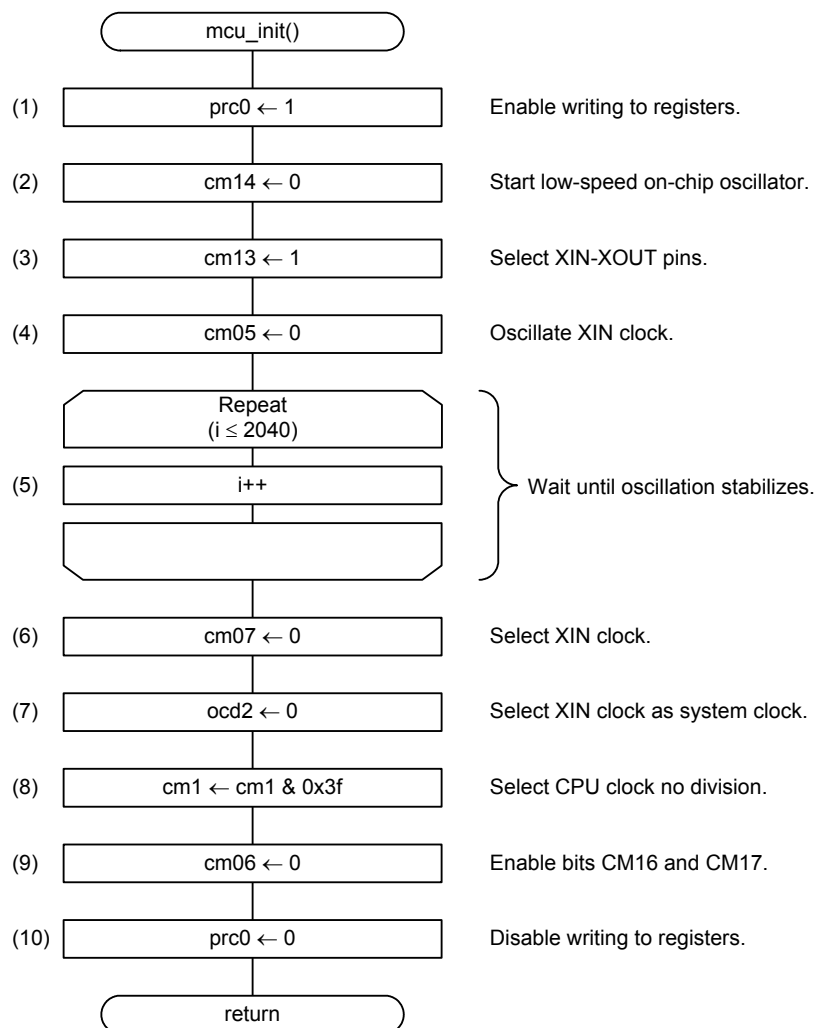 mcu_init()
(1) prc0 ← 1 Enable writing to registers.
(2) cm14 ← 0 Start low-speed on-chip oscillator.
(3) cm13 ← 1 Select XIN-XOUT pins.
(4) cm05 ← 0 Oscillate XIN clock.
Repeat
(i ≤ 2040)
(5) i++ Wait until oscillation stabilizes.
(6) cm07 ← 0 Select XIN clock.
(7) ocd2 ← 0 Select XIN clock as system clock.
(8) cm1 ← cm1 & 0x3f Select CPU clock no division.
(9) cm06 ← 0 Enable bits CM16 and CM17.
(10) prc0 ← 0 Disable writing to registers.
return